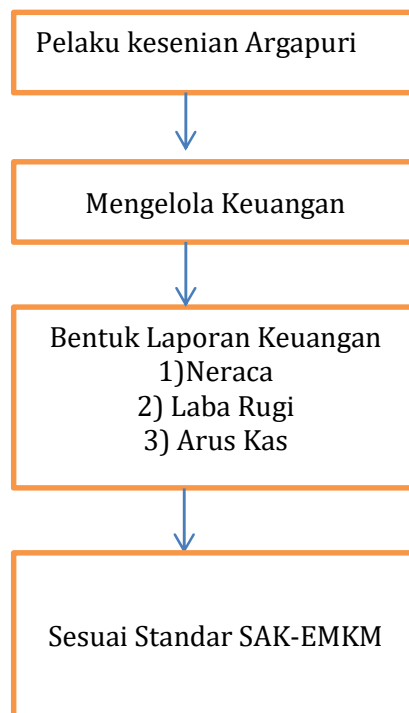 Pelaku kesenian Argapuri
Mengelola Keuangan
Bentuk Laporan Keuangan
1)Neraca
2) Laba Rugi
3) Arus Kas
Sesuai Standar SAK-EMKM